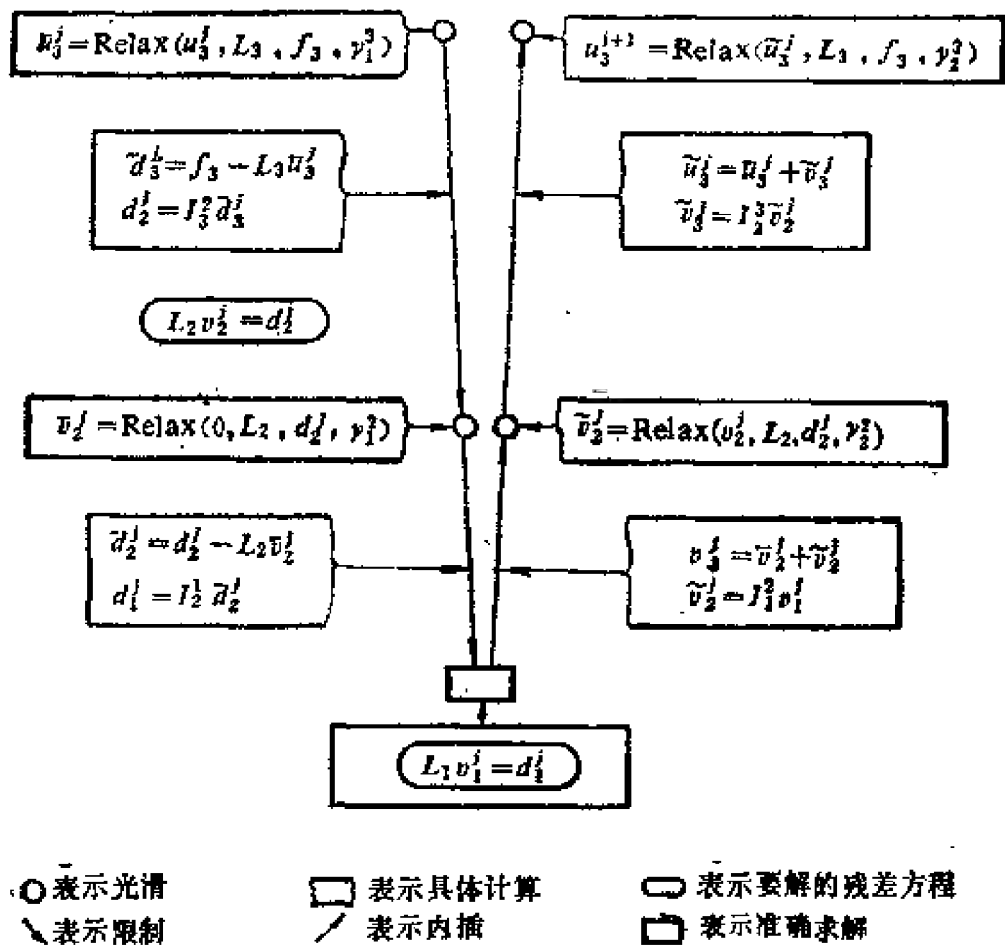 ū₃ʲ=Relax(u₃ʲ, L₃, f₃, γ₁³)
u₃ʲ⁺¹=Relax(ũ₃ʲ, L₃, f₃, γ₂³)
d̄₃ʲ=f₃−L₃ū₃ʲ
d₂ʲ=I₃²d̄₃ʲ
ũ₃ʲ=ū₃ʲ+ṽ₃ʲ
ṽ₃ʲ=I₂³ṽ₂ʲ
L₂v₂ʲ=d₂ʲ
v̄₂ʲ=Relax(0, L₂, d₂ʲ, γ₁²)
ṽ₂ʲ=Relax(v₂ʲ, L₂, d₂ʲ, γ₂²)
d̄₂ʲ=d₂ʲ−L₂v̄₂ʲ
d₁ʲ=I₂¹d̄₂ʲ
ṽ₂ʲ=I₁²v₁ʲ
L₁v₁ʲ=d₁ʲ
表示光滑 表示具体计算 表示要解的残差方程
表示限制 表示内插 表示准确求解